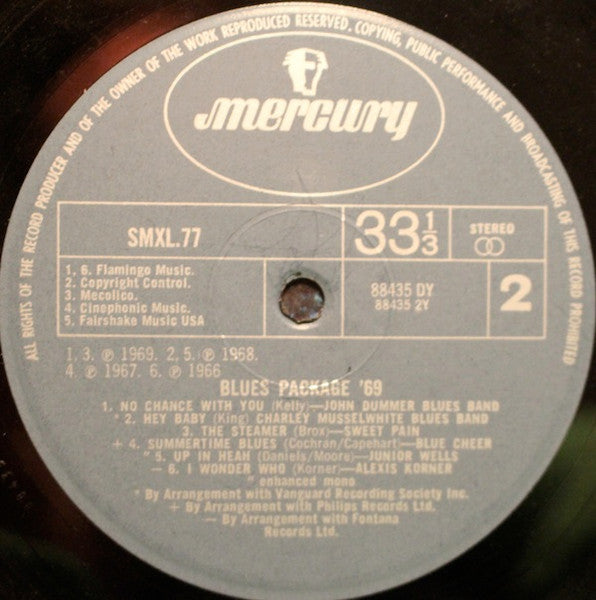 ALL RIGHTS OF THE RECORD PRODUCER AND OF THE OWNER OF THE WORK REPRODUCED RESERVED. COPYING, PUBLIC PERFORMANCE AND BROADCASTING OF THIS RECORD PROHIBITED
mercury
SMXL.77
33 1/3
STEREO
1, 6. Flamingo Music.
2. Copyright Control.
3. Mecolico.
4. Cinephonic Music.
5. Fairshake Music USA
88435 DY
88435 2Y
2
1, 3. ℗ 1969. 2, 5. ℗ 1968.
4. ℗ 1967. 6. ℗ 1966
BLUES PACKAGE '69
1. NO CHANCE WITH YOU (Kelly)—JOHN DUMMER BLUES BAND
* 2. HEY BABY (King) CHARLEY MUSSELWHITE BLUES BAND
3. THE STEAMER (Brox)—SWEET PAIN
+ 4. SUMMERTIME BLUES (Cochran/Capehart)—BLUE CHEER
" 5. UP IN HEAH (Daniels/Moore)—JUNIOR WELLS
— 6. I WONDER WHO (Korner)—ALEXIS KORNER
" enhanced mono
* By Arrangement with Vanguard Recording Society Inc.
+ By Arrangement with Philips Records Ltd.
— By Arrangement with Fontana
Records Ltd.